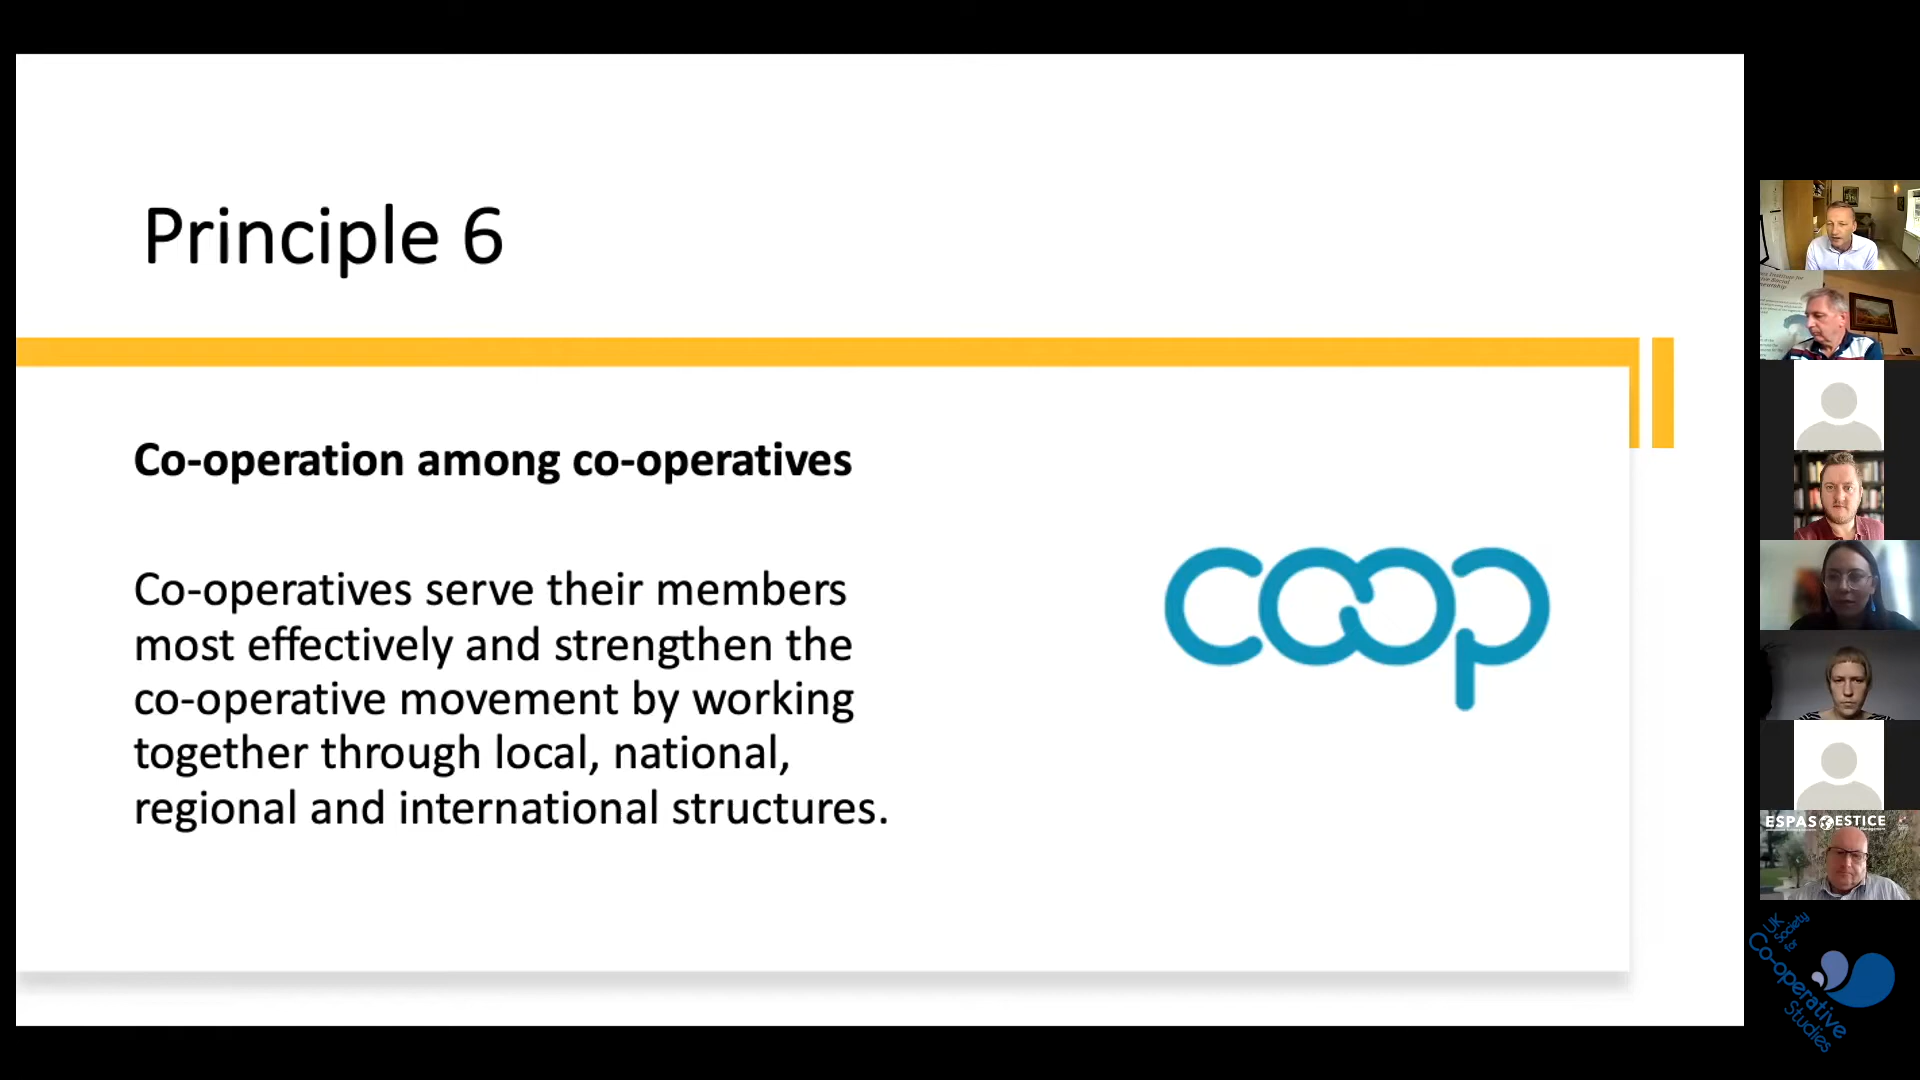 Principle 6
Co-operation among co-operatives
Co-operatives serve their members
most effectively and strengthen the
co-operative movement by working
together through local, national,
regional and international structures.
coop
ESPAS ESTICE
UK
Society
for
Co-operative
Studies